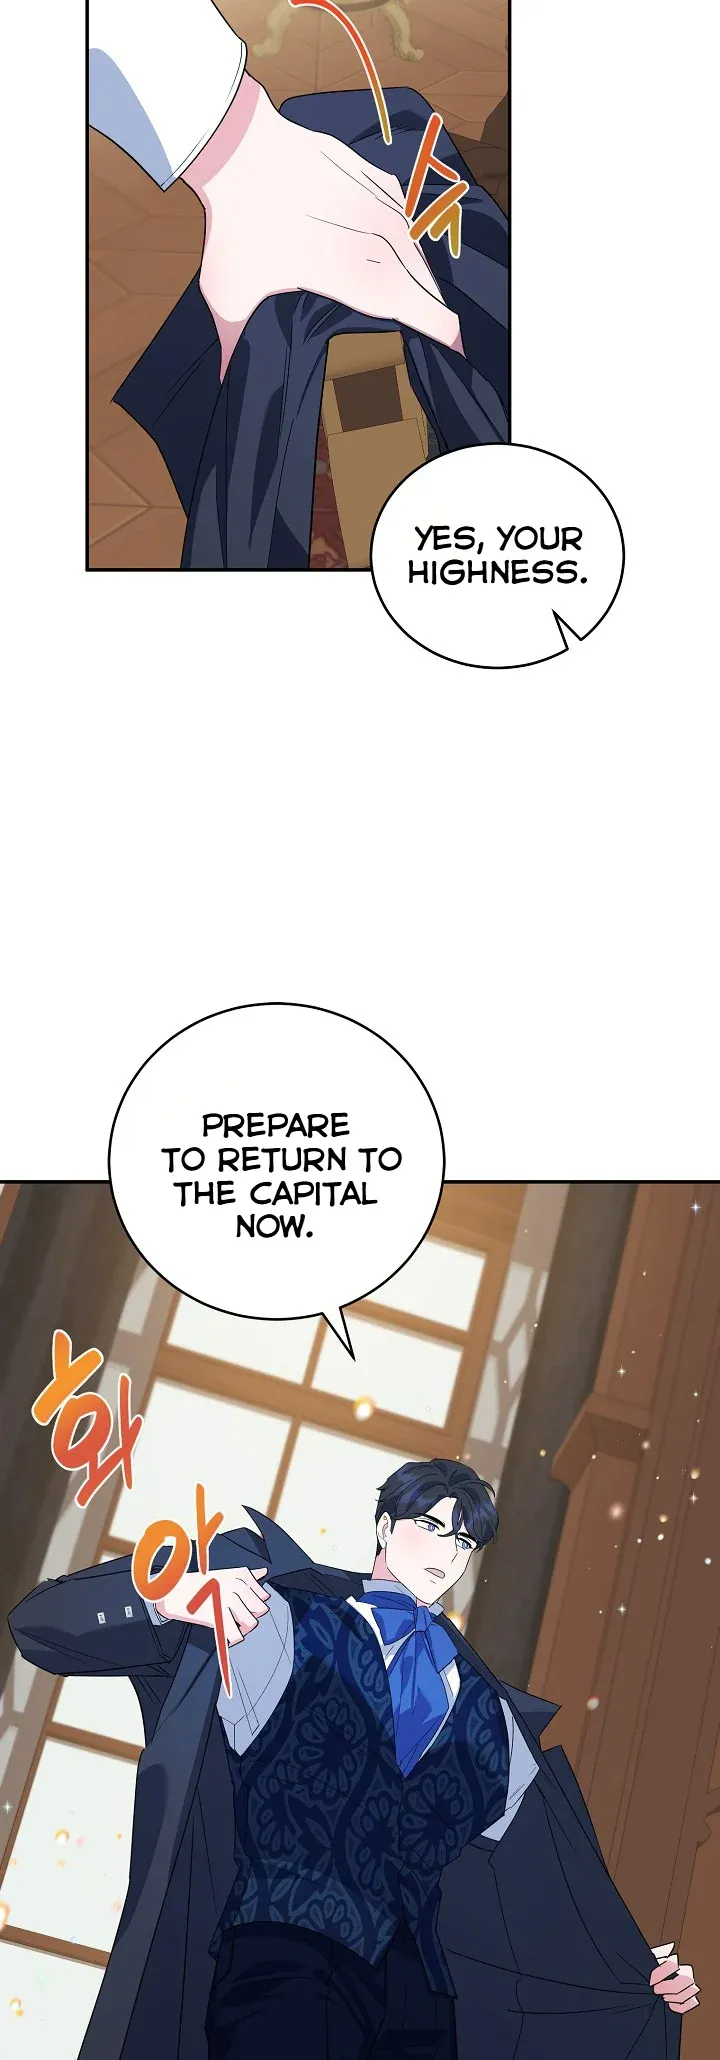 YES, YOUR
HIGHNESS.
PREPARE
TO RETURN TO
THE CAPITAL
NOW.
화
악